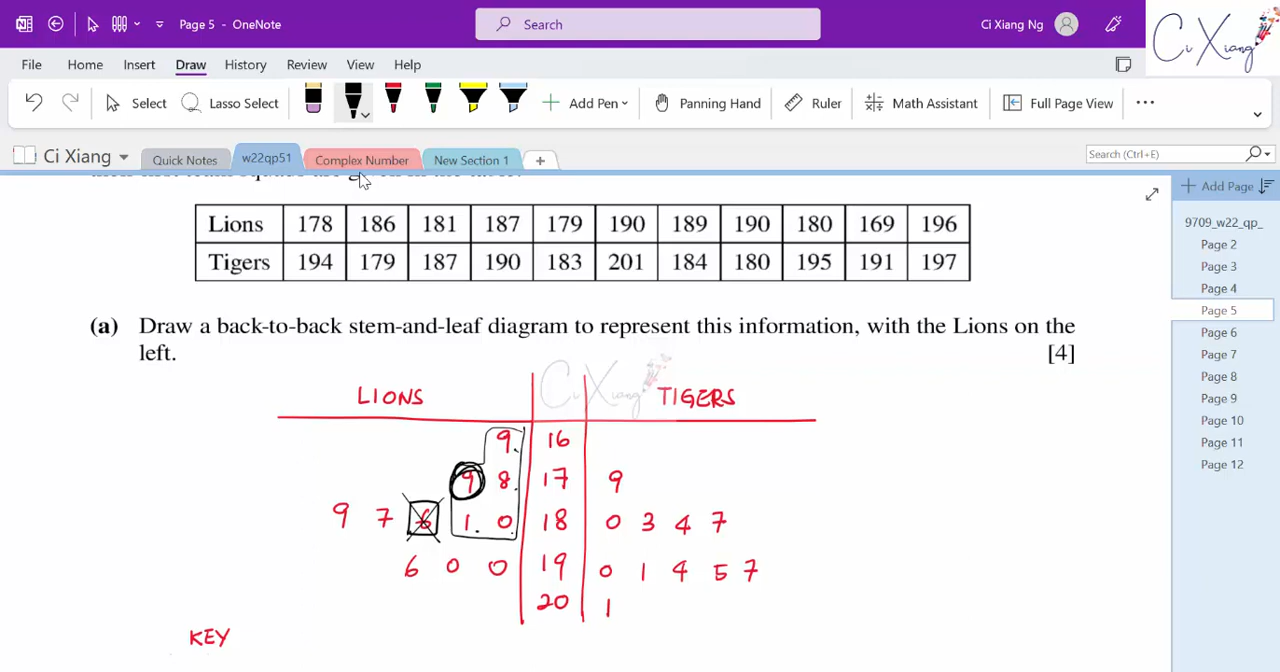 Page 5 - OneNote
Search
Ci Xiang Ng
Ci Xiang
File Home Insert Draw History Review View Help
Select Lasso Select Add Pen Panning Hand Ruler Math Assistant Full Page View
Ci Xiang Quick Notes w22qp51 Complex Number New Section 1 Search (Ctrl+E)
Add Page
Lions 178 186 181 187 179 190 189 190 180 169 196
Tigers 194 179 187 190 183 201 184 180 195 191 197
(a) Draw a back-to-back stem-and-leaf diagram to represent this information, with the Lions on the
left. [4]
Ci Xiang
LIONS TIGERS
9 16
9 8 17 9
9 7 6 1 0 18 0 3 4 7
6 0 0 19 0 1 4 5 7
20 1
KEY
9709_w22_qp_
Page 2
Page 3
Page 4
Page 5
Page 6
Page 7
Page 8
Page 9
Page 10
Page 11
Page 12